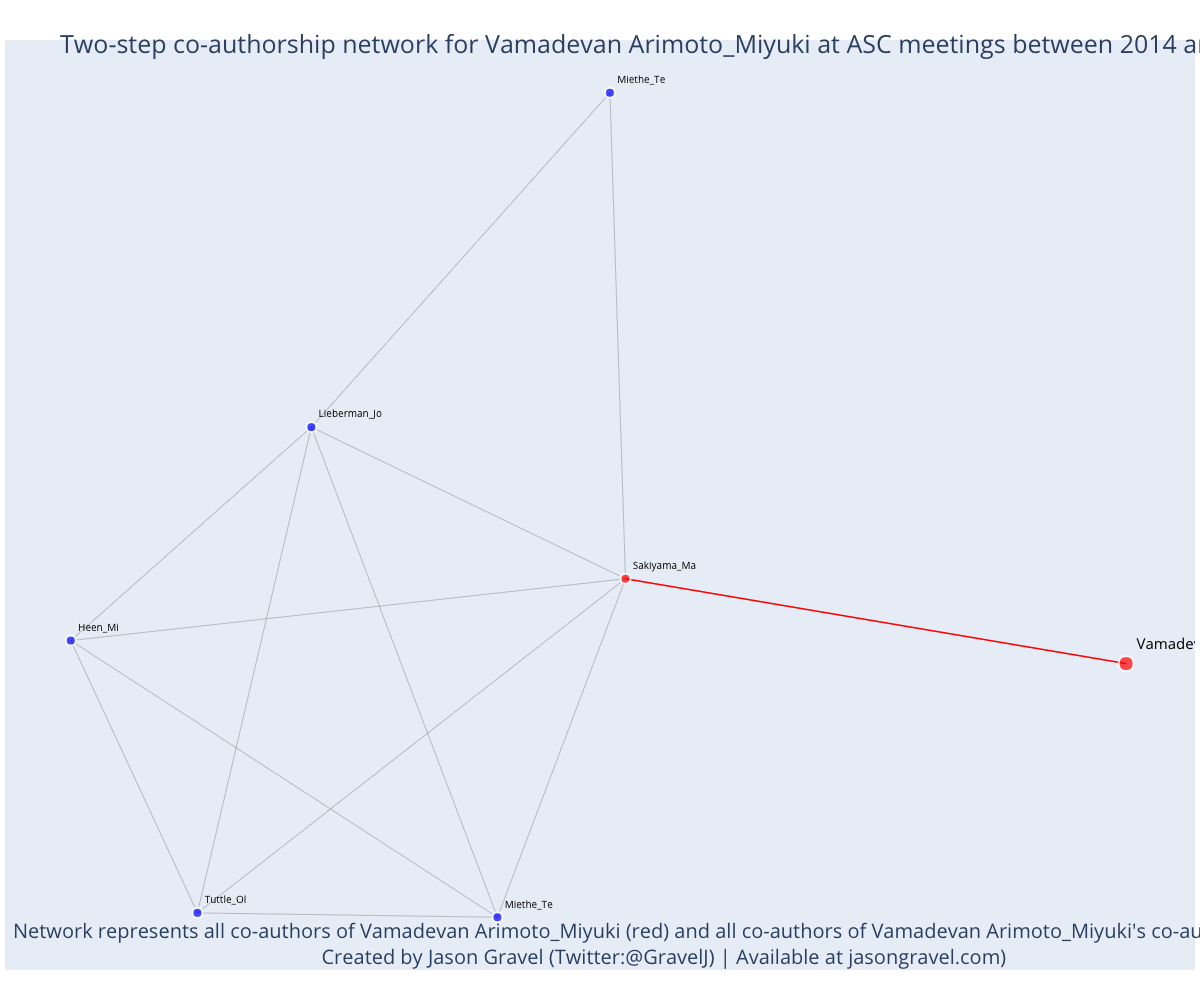 Two-step co-authorship network for Vamadevan Arimoto_Miyuki at ASC meetings between 2014 a
Miethe_Te
Lieberman_Jo
Sakiyama_Ma
Heen_Mi
Vamade
Tuttle_Ol
Miethe_Te
Network represents all co-authors of Vamadevan Arimoto_Miyuki (red) and all co-authors of Vamadevan Arimoto_Miyuki's co-au
Created by Jason Gravel (Twitter:@GravelJ) | Available at jasongravel.com)